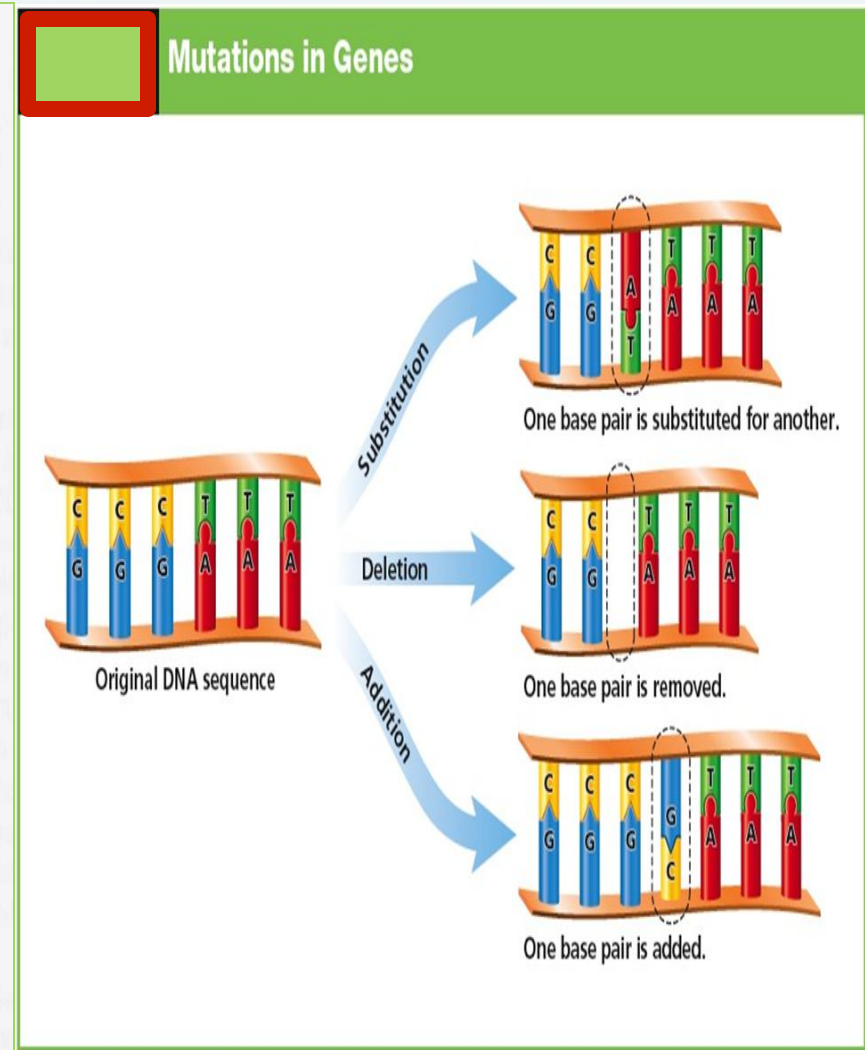 Mutations in Genes
C C A T T T
G G T A A A
Substitution
One base pair is substituted for another.
C C C T T T
G G G A A A
Original DNA sequence
Deletion
C C T T T
G G A A A
One base pair is removed.
Addition
C C C G T T T
G G G C A A A
One base pair is added.